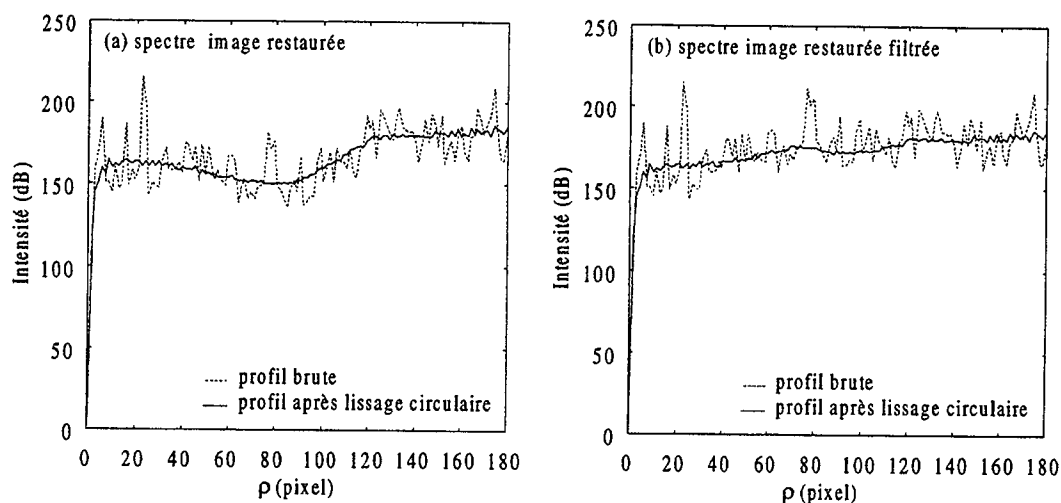 (a) spectre image restaurée
250
200
150
100
50
0
Intensité (dB)
profil brute
profil après lissage circulaire
0 20 40 60 80 100 120 140 160 180
ρ (pixel)
(b) spectre image restaurée filtrée
250
200
150
100
50
0
Intensité (dB)
profil brute
profil après lissage circulaire
0 20 40 60 80 100 120 140 160 180
ρ (pixel)